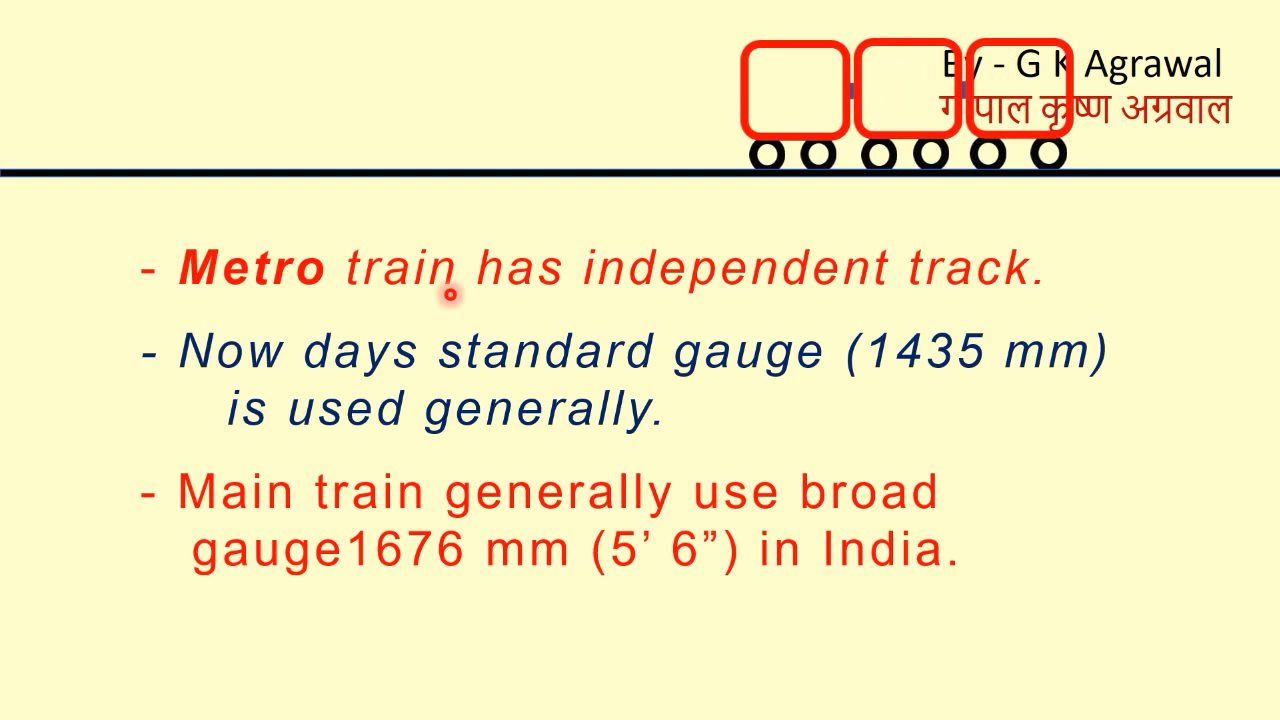 By - G K Agrawal
गोपाल कृष्ण अग्रवाल
- Metro train has independent track.
- Now days standard gauge (1435 mm)
is used generally.
- Main train generally use broad
gauge1676 mm (5’ 6”) in India.